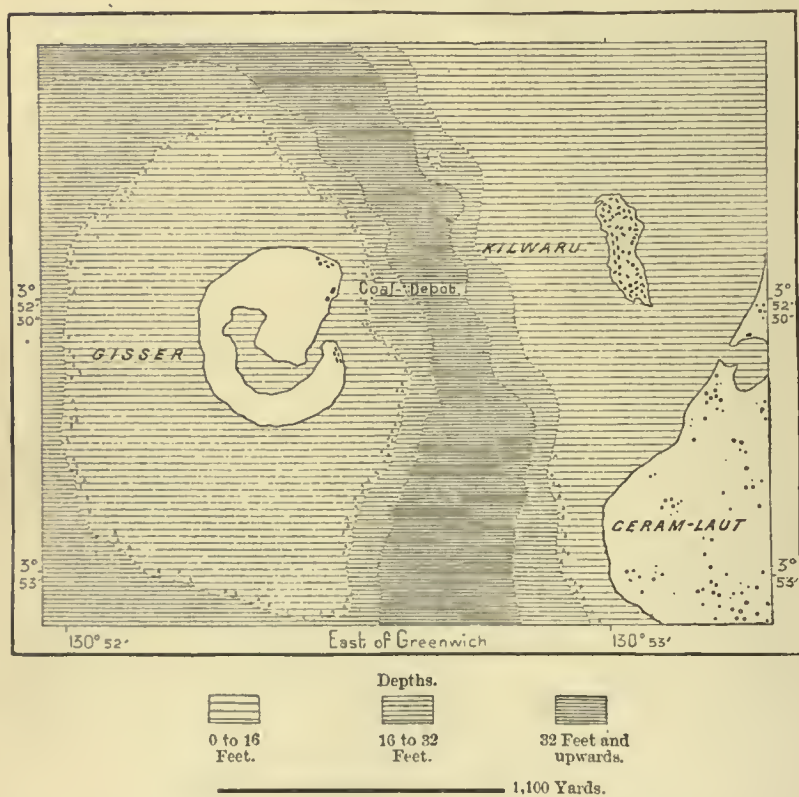 KILWARU
3° 52' 30"
3° 52' 30"
Coal Depot
GISSER
CERAM-LAUT
3° 53'
3° 53'
130° 52'
East of Greenwich
130° 53'
Depths.
0 to 16 Feet.
16 to 32 Feet.
32 Feet and upwards.
1,100 Yards.